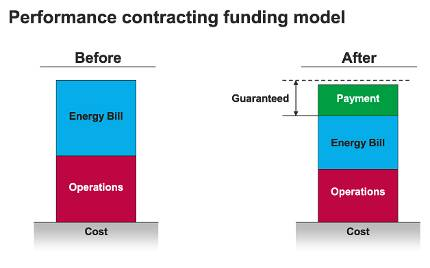 Performance contracting funding model
Before
After
Energy Bill
Operations
Cost
Guaranteed
Payment
Energy Bill
Operations
Cost